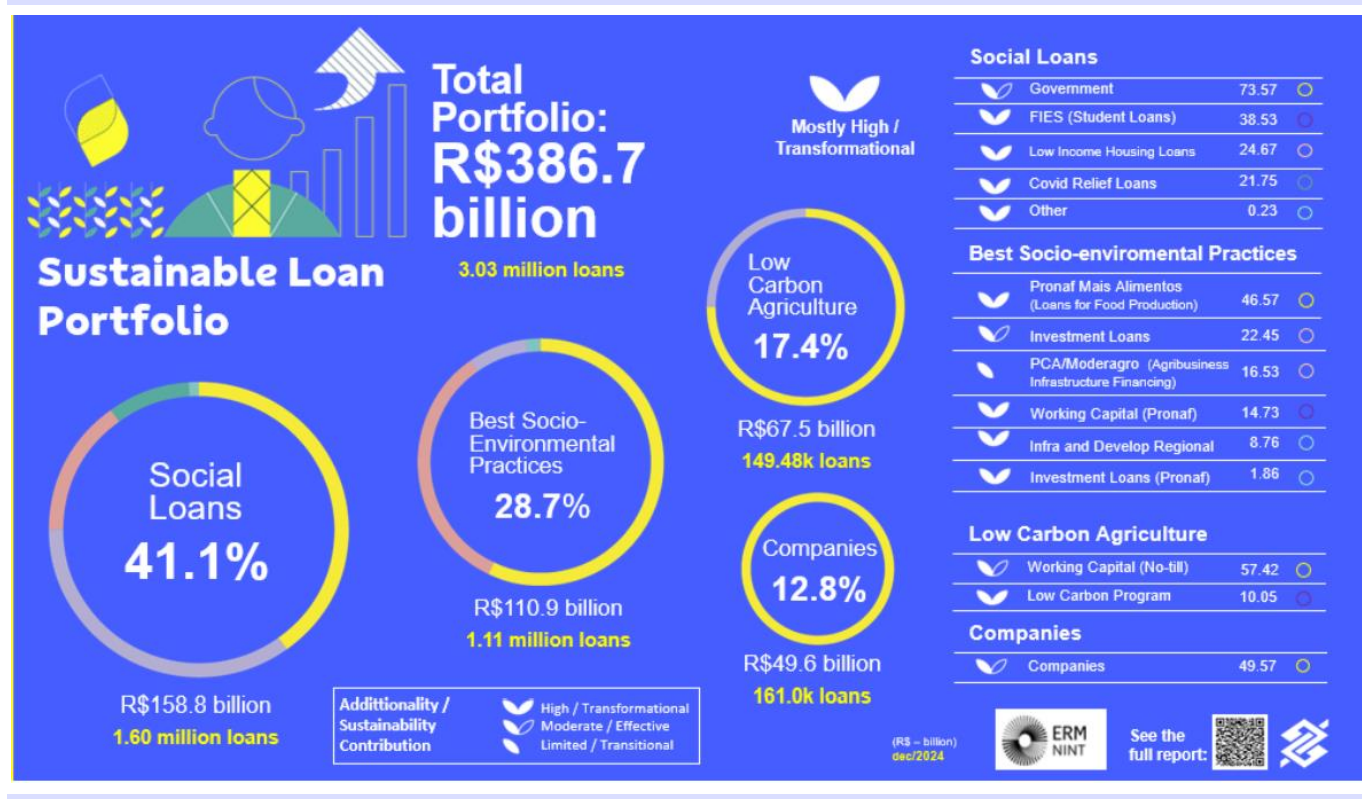 Sustainable Loan
Portfolio
Total
Portfolio:
R$386.7
billion
3.03 million loans
Mostly High /
Transformational
Social
Loans
41.1%
R$158.8 billion
1.60 million loans
Best Socio-
Environmental
Practices
28.7%
R$110.9 billion
1.11 million loans
Low
Carbon
Agriculture
17.4%
R$67.5 billion
149.48k loans
Companies
12.8%
R$49.6 billion
161.0k loans
Addittionality /
Sustainability
Contribution
High / Transformational
Moderate / Effective
Limited / Transitional
Social Loans
Government 73.57
FIES (Student Loans) 38.53
Low Income Housing Loans 24.67
Covid Relief Loans 21.75
Other 0.23
Best Socio-enviromental Practices
Pronaf Mais Alimentos
(Loans for Food Production) 46.57
Investment Loans 22.45
PCA/Moderagro (Agribusiness
Infrastructure Financing) 16.53
Working Capital (Pronaf) 14.73
Infra and Develop Regional 8.76
Investment Loans (Pronaf) 1.86
Low Carbon Agriculture
Working Capital (No-till) 57.42
Low Carbon Program 10.05
Companies
Companies 49.57
(R$ – billion)
dec/2024
ERM
NINT
See the
full report: